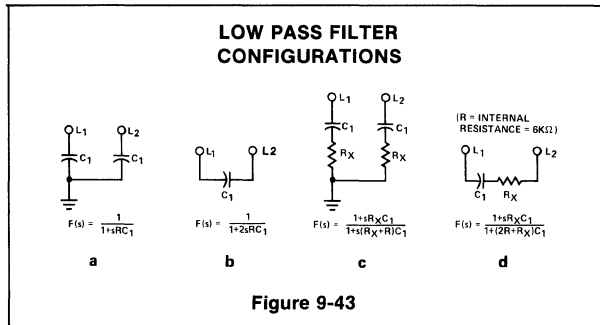 LOW PASS FILTER
CONFIGURATIONS
L1
L2
C1
C1
F(s) = 1/(1+sRC1)
a
L1
L2
C1
F(s) = 1/(1+2sRC1)
b
L1
L2
C1
C1
RX
RX
F(s) = (1+sRXC1)/(1+s(RX+R)C1)
c
(R = INTERNAL
RESISTANCE = 6KΩ)
L1
L2
C1
RX
F(s) = (1+sRXC1)/(1+(2R+RX)C1)
d
Figure 9-43